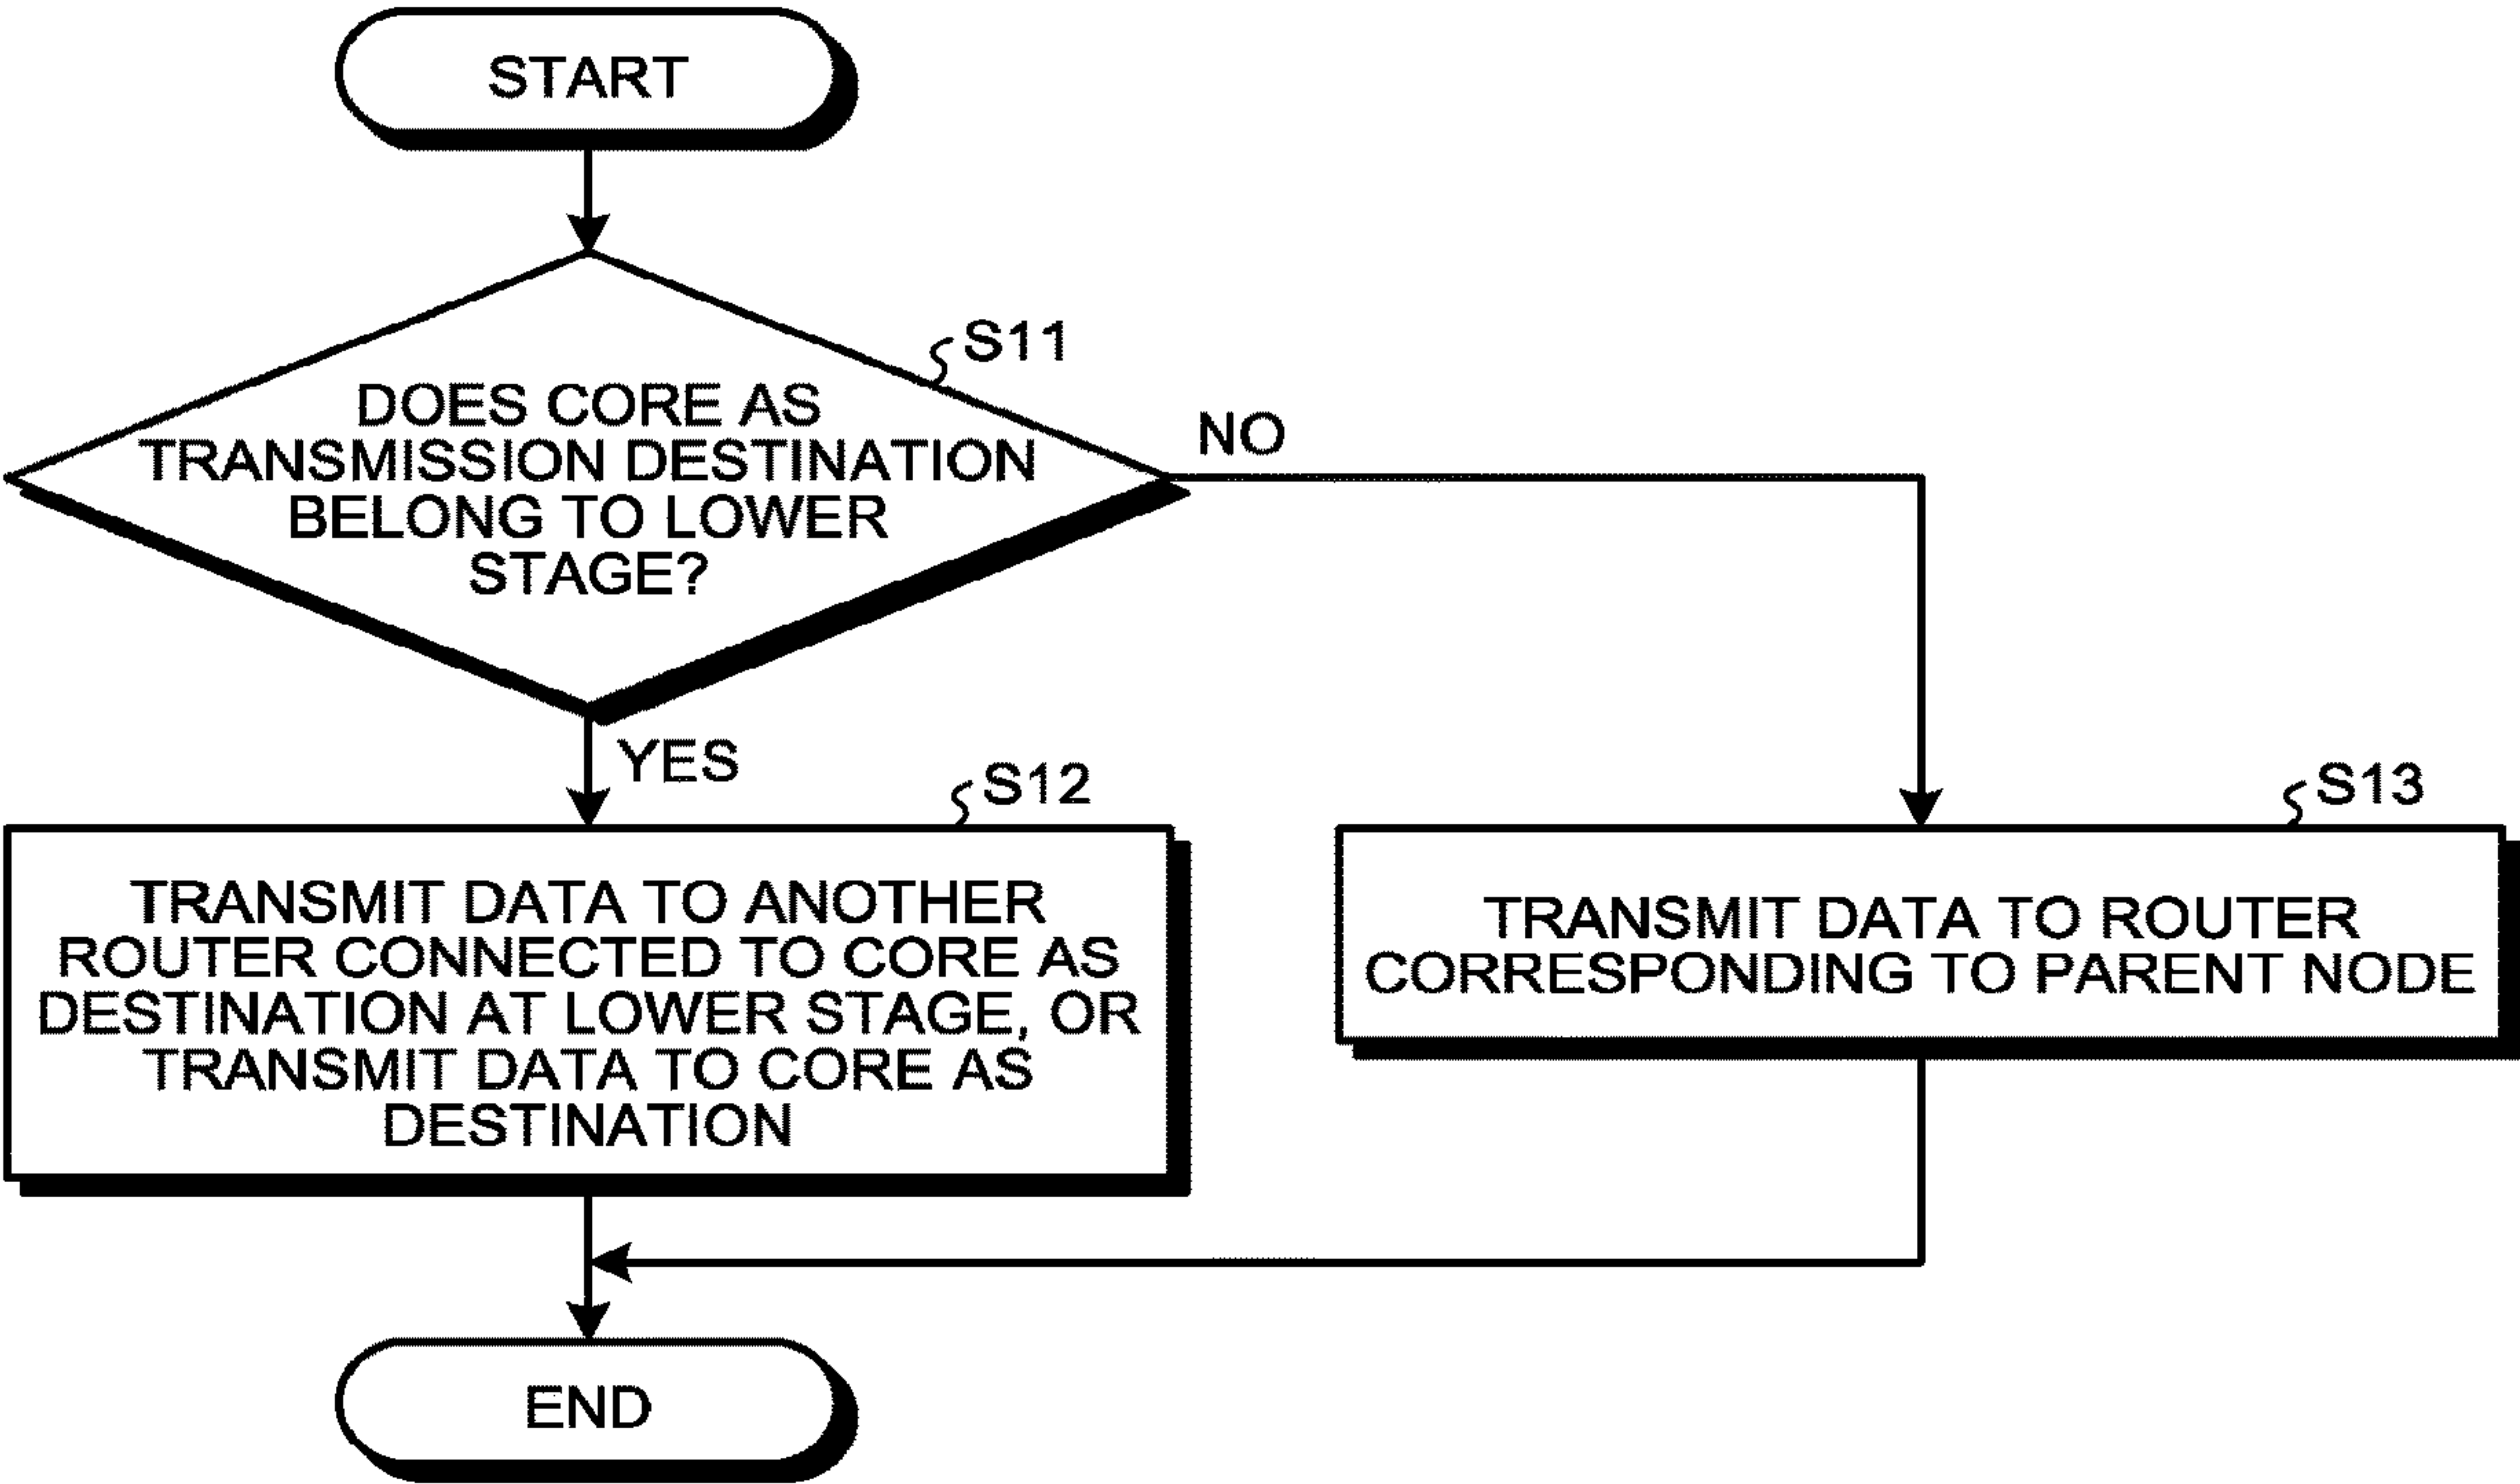 START
S11
DOES CORE AS
TRANSMISSION DESTINATION
BELONG TO LOWER
STAGE?
NO
YES
S12
TRANSMIT DATA TO ANOTHER
ROUTER CONNECTED TO CORE AS
DESTINATION AT LOWER STAGE, OR
TRANSMIT DATA TO CORE AS
DESTINATION
S13
TRANSMIT DATA TO ROUTER
CORRESPONDING TO PARENT NODE
END